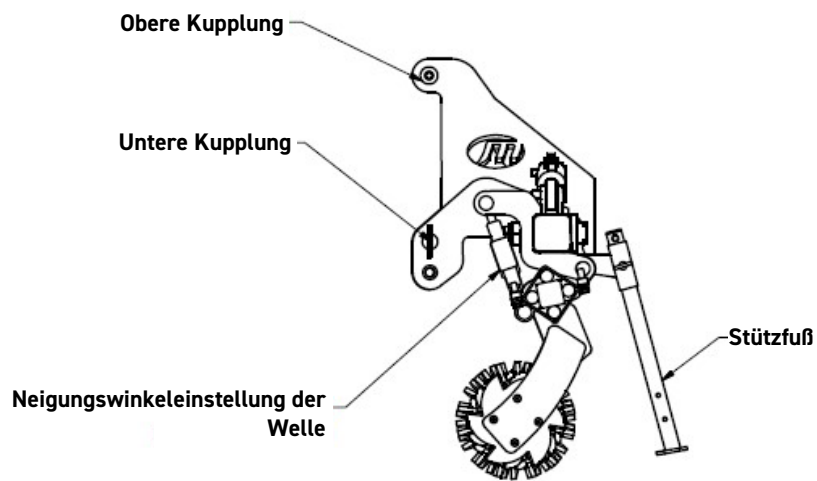 Obere Kupplung
Untere Kupplung
Stützfuß
Neigungswinkeleinstellung der
Welle